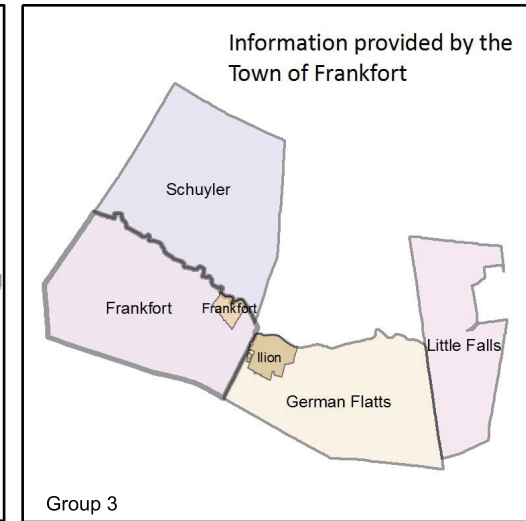 Information provided by the
Town of Frankfort
Schuyler
Frankfort
Frankfort
Little Falls
Ilion
German Flatts
Group 3